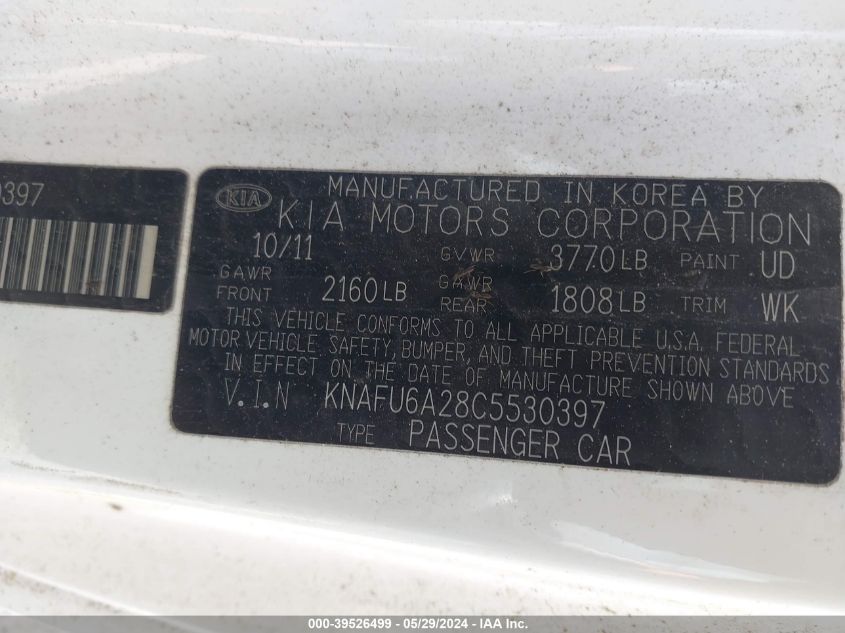 0397
KIA
MANUFACTURED IN KOREA BY
KIA MOTORS CORPORATION
10/11 GVWR 3770LB PAINT UD
GAWR FRONT 2160LB GAWR REAR 1808LB TRIM WK
THIS VEHICLE CONFORMS TO ALL APPLICABLE U.S.A. FEDERAL
MOTOR VEHICLE SAFETY, BUMPER, AND THEFT PREVENTION STANDARDS
IN EFFECT ON THE DATE OF MANUFACTURE SHOWN ABOVE
V.I.N KNAFU6A28C5530397
TYPE PASSENGER CAR
000-39526499 - 05/29/2024 - IAA Inc.